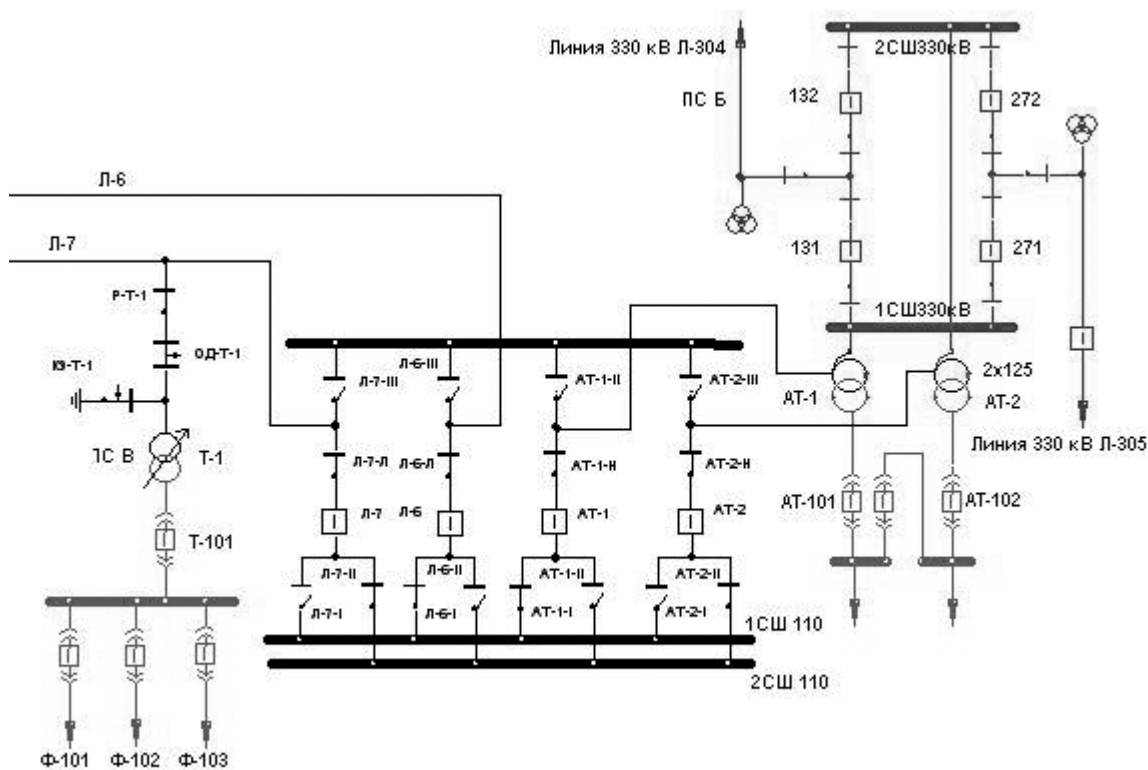 Линия 330 кВ Л-304
2СШ330кВ
ПС Б
132
272
Л-6
Л-7
131
271
Р-Т-1
1СШ330кВ
ОД-Т-1
КЗ-Т-1
Л-7-III
Л-6-III
АТ-1-II
АТ-2-III
2х125
АТ-1
АТ-2
ПС В
Т-1
Л-7-Л
Л-6-Л
АТ-1-Н
АТ-2-Н
Линия 330 кВ Л-305
АТ-101
АТ-102
Л-7
Л-6
АТ-1
АТ-2
Т-101
Л-7-II
Л-6-II
АТ-1-II
АТ-2-II
Л-7-I
Л-6-I
АТ-1-I
АТ-2-I
1СШ 110
2СШ 110
Ф-101
Ф-102
Ф-103